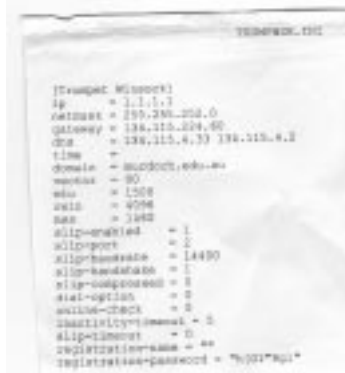 TRUMPWSK.INI
[Trumpet Winsock]
ip = 1.1.1.1
netmask = 255.255.252.0
gateway = 134.115.224.60
dns = 134.115.4.33 134.115.4.2
time =
domain = murdoch.edu.au
vector = 00
mtu = 1500
rwin = 4096
mss = 1460
slip-enabled = 1
slip-port = 2
slip-baudrate = 14400
slip-handshake = 1
slip-compressed = 0
dial-option = 0
online-check = 0
inactivity-timeout = 5
slip-timeout = 0
registration-name = ""
registration-password =